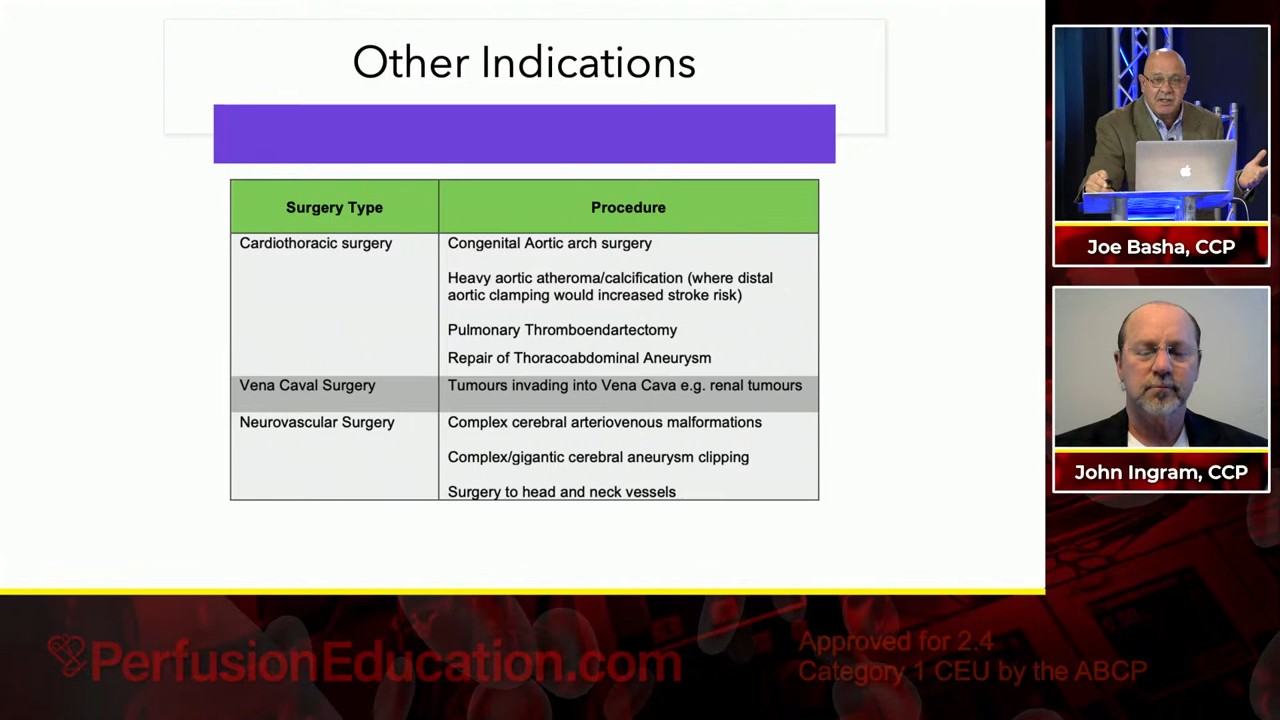 Other Indications
Surgery Type
Procedure
Cardiothoracic surgery
Congenital Aortic arch surgery
Heavy aortic atheroma/calcification (where distal
aortic clamping would increased stroke risk)
Pulmonary Thromboendartectomy
Repair of Thoracoabdominal Aneurysm
Vena Caval Surgery
Tumours invading into Vena Cava e.g. renal tumours
Neurovascular Surgery
Complex cerebral arteriovenous malformations
Complex/gigantic cerebral aneurysm clipping
Surgery to head and neck vessels
Joe Basha, CCP
John Ingram, CCP
PerfusionEducation.com
Approved for 2.4
Category 1 CEU by the ABCP